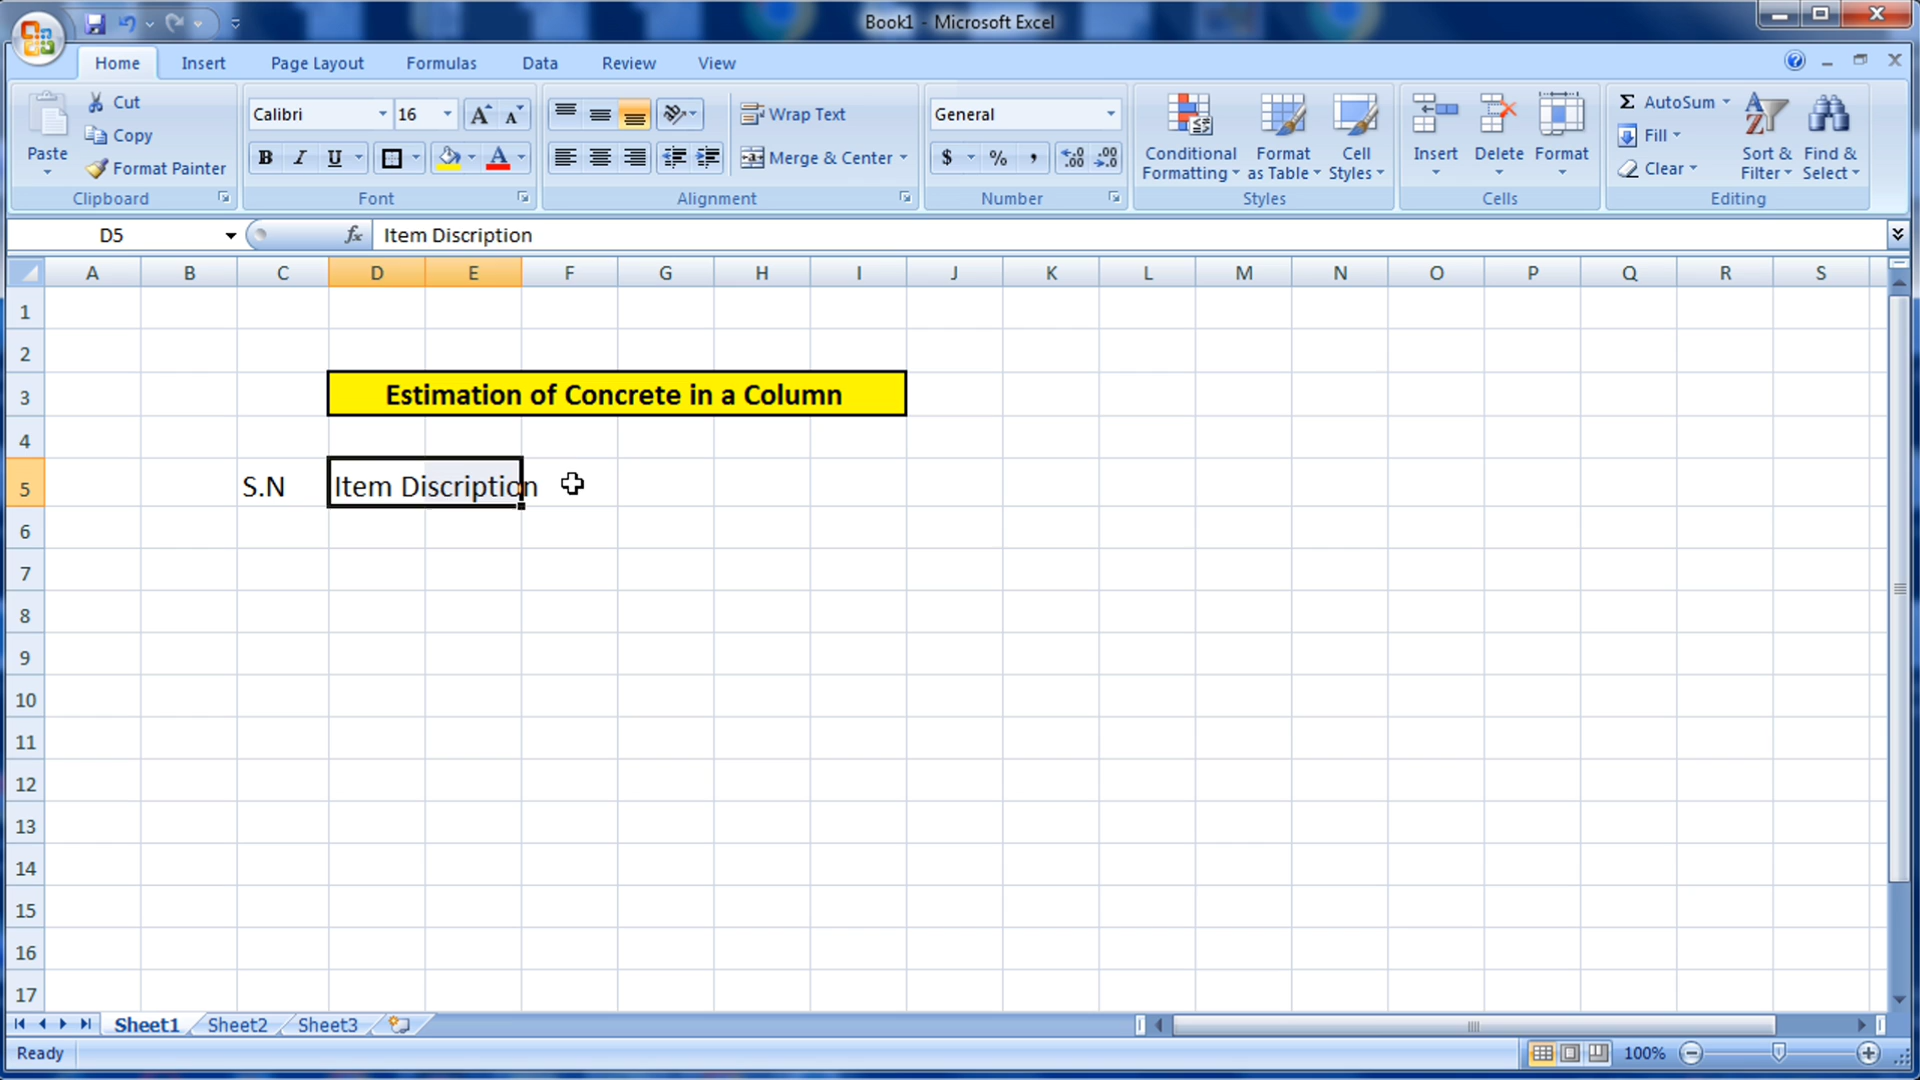 Book1 - Microsoft Excel
Home Insert Page Layout Formulas Data Review View
Paste
Cut
Copy
Format Painter
Clipboard
Calibri 16
B I U A
Font
Wrap Text
Merge & Center
Alignment
General
$ % ,
Number
Conditional Formatting
Format as Table
Cell Styles
Styles
Insert Delete Format
Cells
Σ AutoSum
Fill
Clear
Sort & Filter
Find & Select
Editing
D5 fx Item Discription
A B C D E F G H I J K L M N O P Q R S
1
2
3 Estimation of Concrete in a Column
4
5 S.N Item Discription
6
7
8
9
10
11
12
13
14
15
16
17
Sheet1 Sheet2 Sheet3
Ready 100%